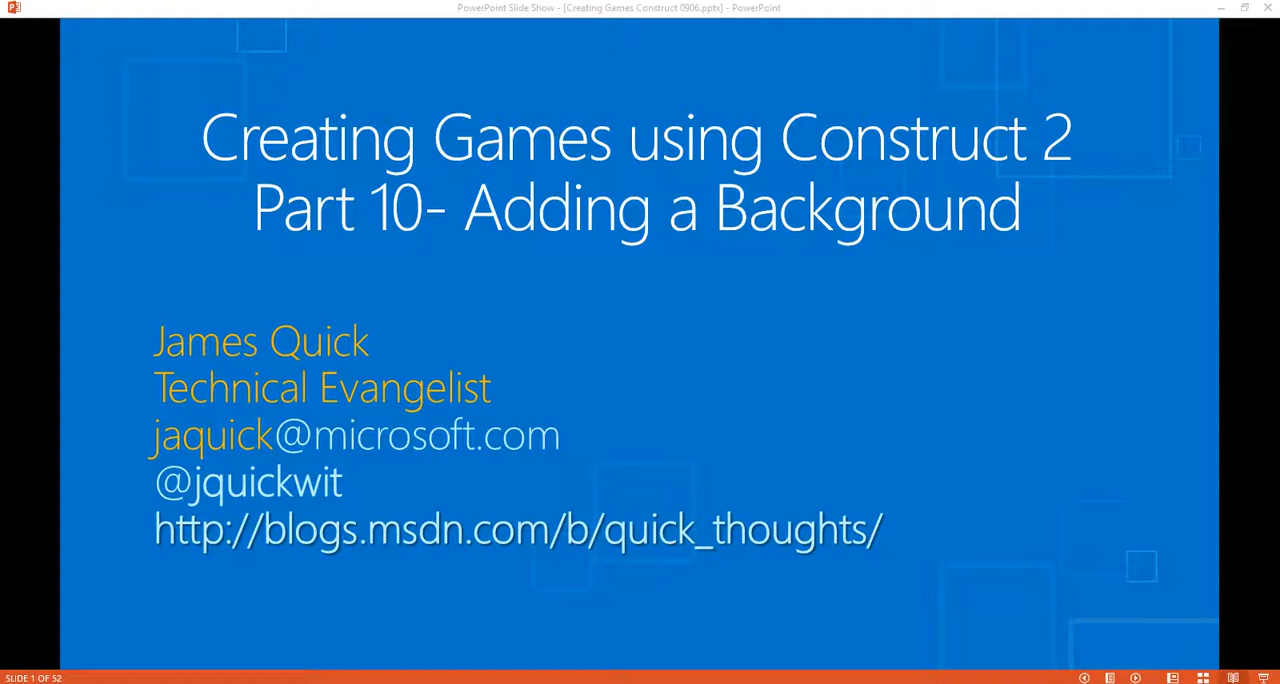 PowerPoint Slide Show - [Creating Games Construct 0906.pptx] - PowerPoint
Creating Games using Construct 2
Part 10- Adding a Background
James Quick
Technical Evangelist
jaquick@microsoft.com
@jquickwit
http://blogs.msdn.com/b/quick_thoughts/
SLIDE 1 OF 52